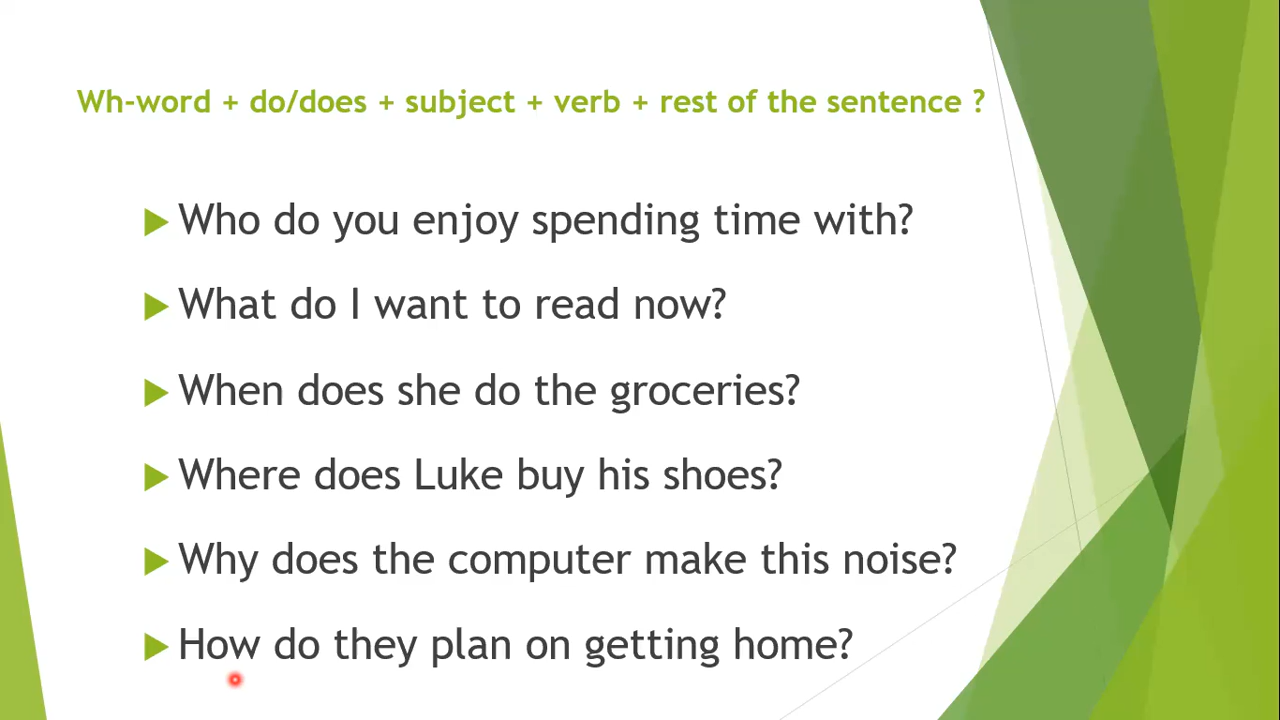 Wh-word + do/does + subject + verb + rest of the sentence ?
Who do you enjoy spending time with?
What do I want to read now?
When does she do the groceries?
Where does Luke buy his shoes?
Why does the computer make this noise?
How do they plan on getting home?